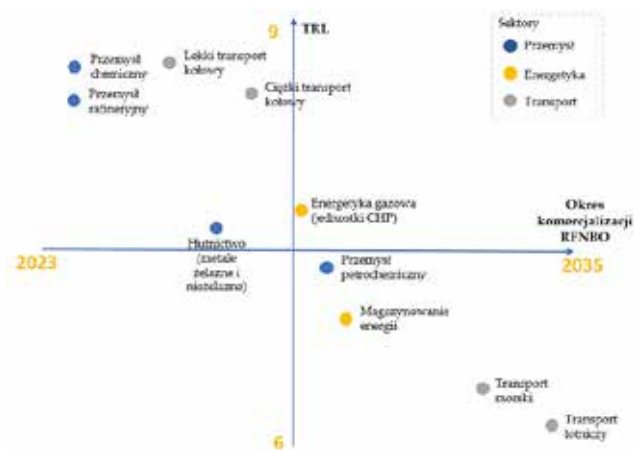 9
TRL
Sektory
Przemysł
Energetyka
Transport
Przemysł
chemiczny
Lekki transport
kołowy
Przemysł
rafineryjny
Ciężki transport
kołowy
Energetyka gazowa
(jednostki CHP)
Okres
komercjalizacji
RFNBO
Hutnictwo
(metale
żelazne i
nieżelazne)
2023
Przemysł
petrochemiczny
2035
Magazynowanie
energii
Transport
morski
Transport
lotniczy
6